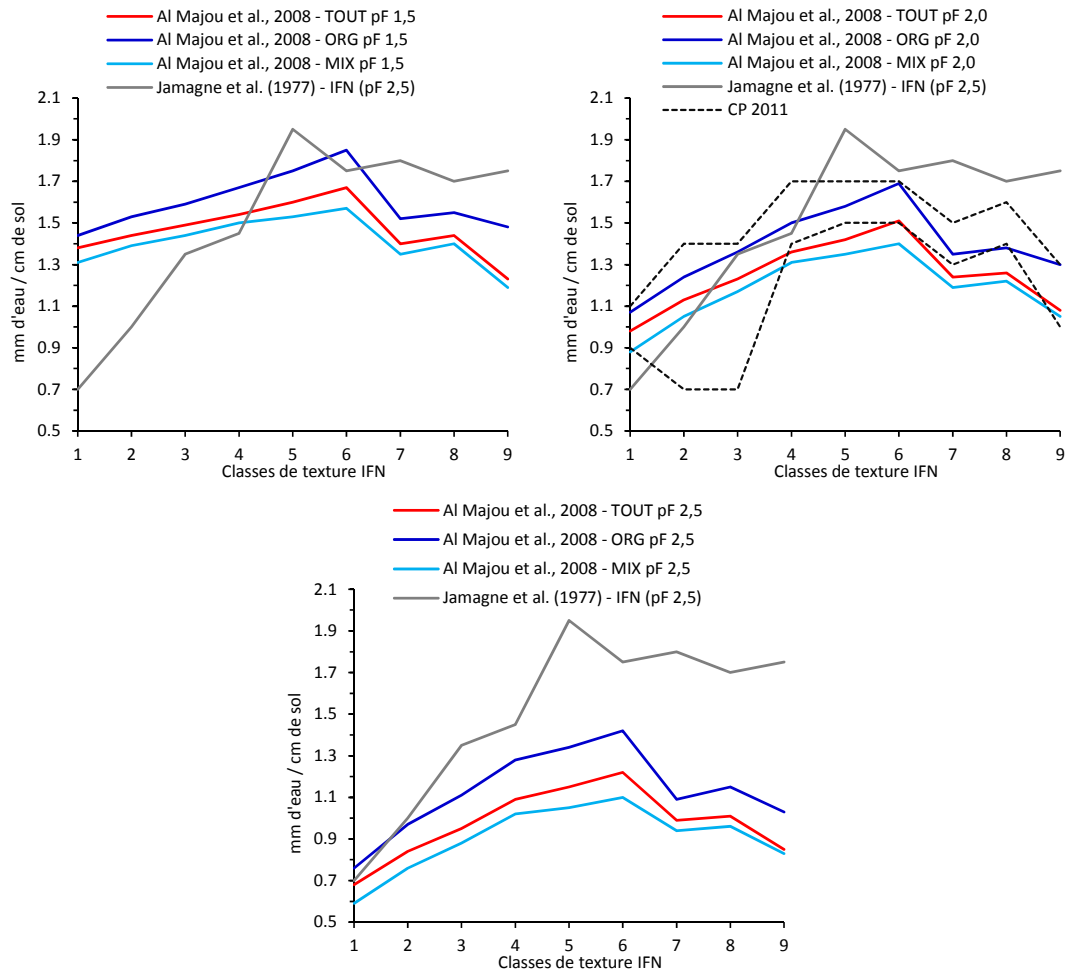 Al Majou et al., 2008 - TOUT pF 1,5
Al Majou et al., 2008 - ORG pF 1,5
Al Majou et al., 2008 - MIX pF 1,5
Jamagne et al. (1977) - IFN (pF 2,5)
mm d'eau / cm de sol
2.1
1.9
1.7
1.5
1.3
1.1
0.9
0.7
0.5
1 2 3 4 5 6 7 8 9
Classes de texture IFN
Al Majou et al., 2008 - TOUT pF 2,0
Al Majou et al., 2008 - ORG pF 2,0
Al Majou et al., 2008 - MIX pF 2,0
Jamagne et al. (1977) - IFN (pF 2,5)
CP 2011
mm d'eau / cm de sol
2.1
1.9
1.7
1.5
1.3
1.1
0.9
0.7
0.5
1 2 3 4 5 6 7 8 9
Classes de texture IFN
Al Majou et al., 2008 - TOUT pF 2,5
Al Majou et al., 2008 - ORG pF 2,5
Al Majou et al., 2008 - MIX pF 2,5
Jamagne et al. (1977) - IFN (pF 2,5)
mm d'eau / cm de sol
2.1
1.9
1.7
1.5
1.3
1.1
0.9
0.7
0.5
1 2 3 4 5 6 7 8 9
Classes de texture IFN